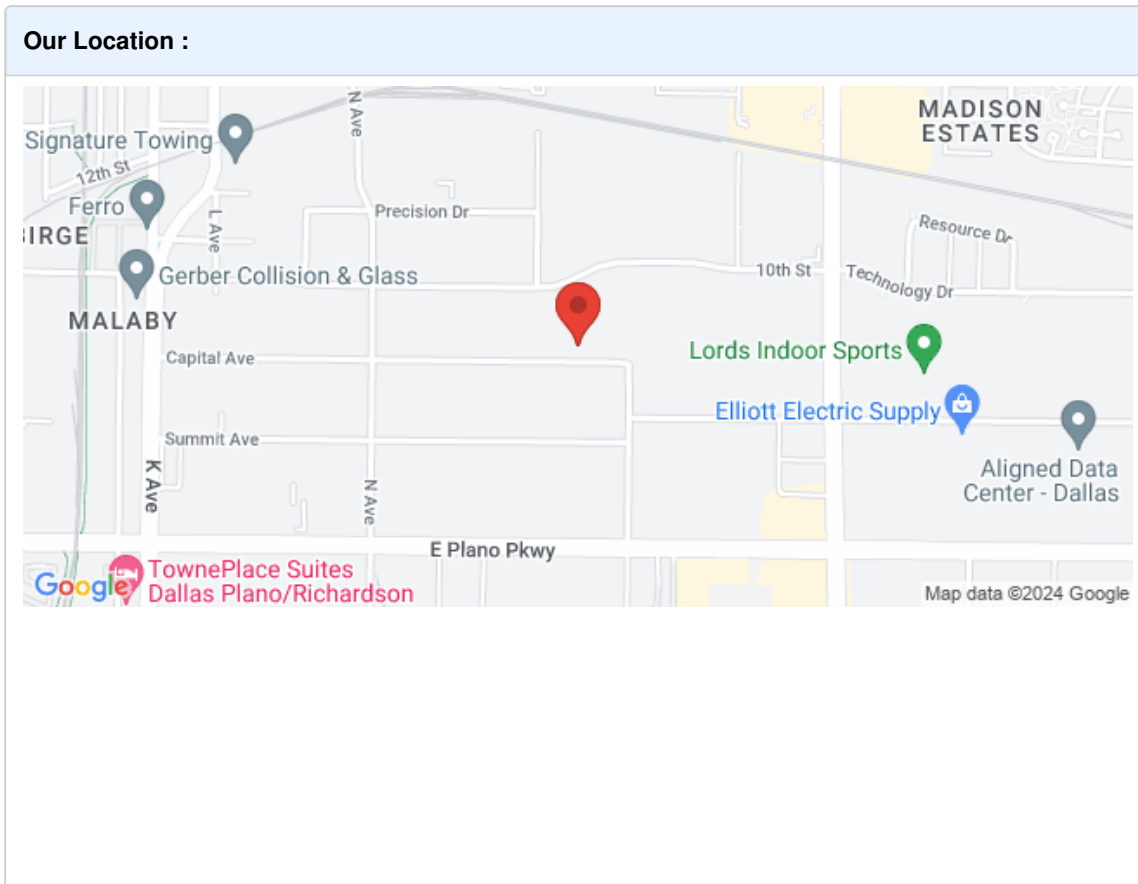 Our Location :
N Ave
MADISON
ESTATES
Signature Towing
12th St
Ferro
L Ave
Precision Dr
Resource Dr
BIRGE
Gerber Collision & Glass
10th St
Technology Dr
MALABY
Capital Ave
Lords Indoor Sports
Elliott Electric Supply
Summit Ave
K Ave
N Ave
Aligned Data
Center - Dallas
E Plano Pkwy
TownePlace Suites
Dallas Plano/Richardson
Google
Map data ©2024 Google